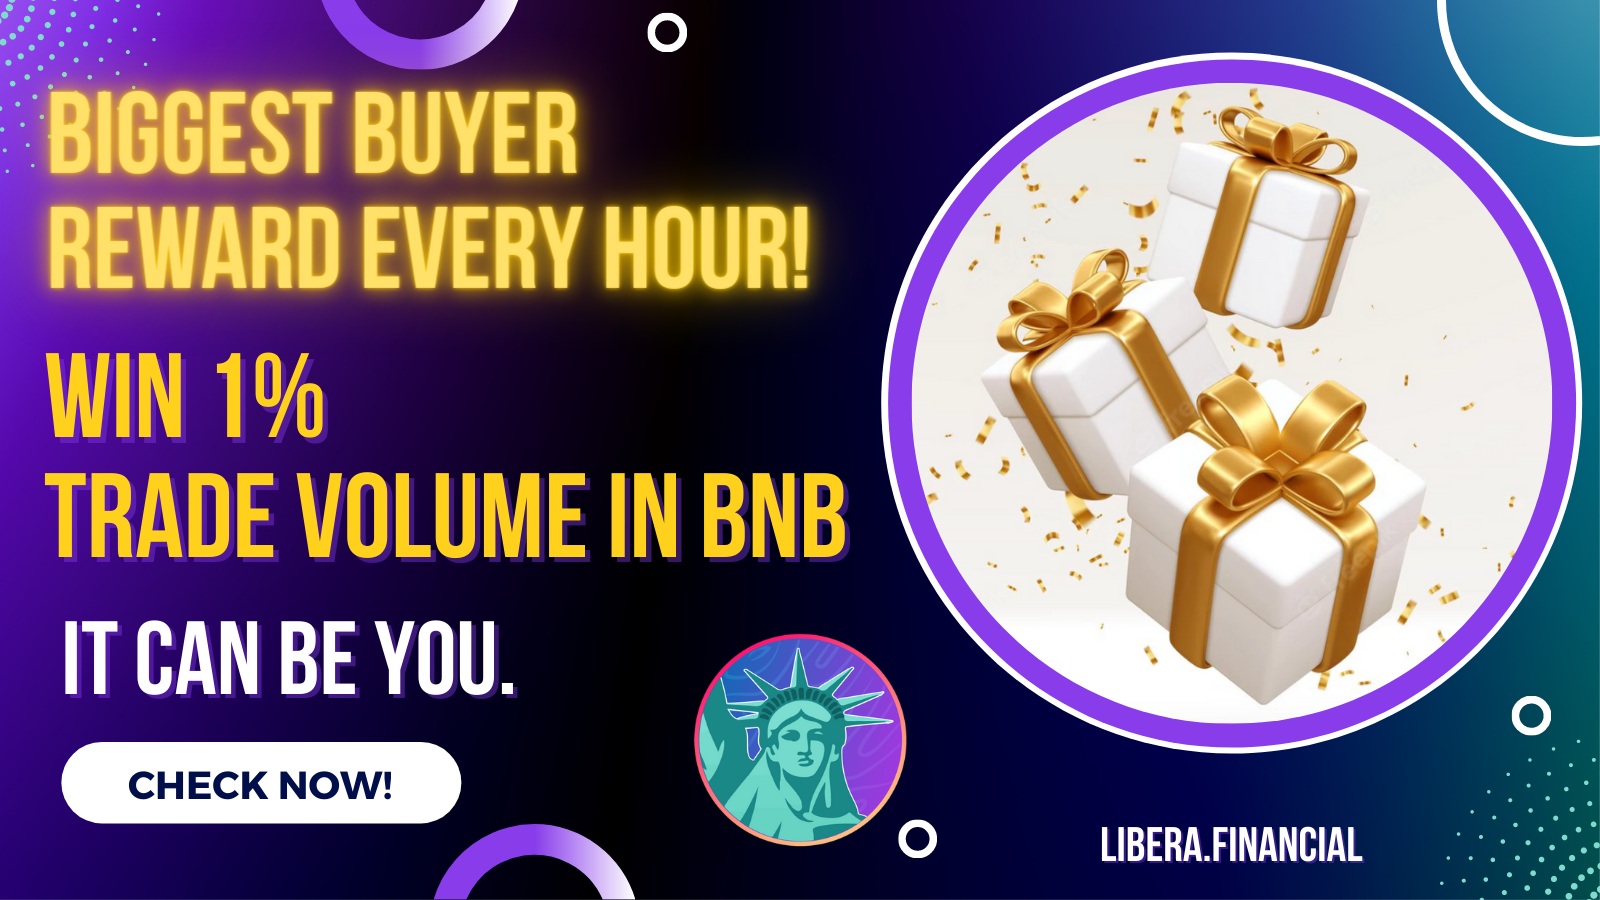 BIGGEST BUYER
REWARD EVERY HOUR!
WIN 1%
TRADE VOLUME IN BNB
IT CAN BE YOU.
CHECK NOW!
LIBERA.FINANCIAL